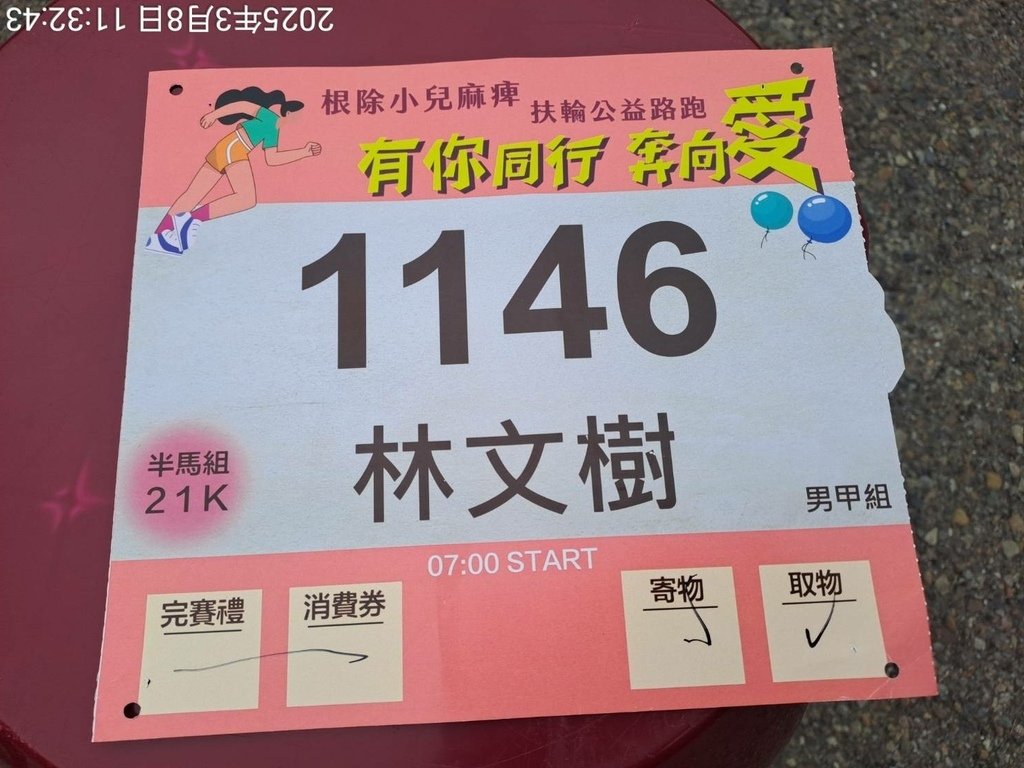 2025年3月8日 11:32:43
根除小兒麻痺 扶輪公益路跑
有你同行 奔向愛
1146
林文樹
半馬組
21K
男甲組
07:00 START
完賽禮 消費券 寄物 取物